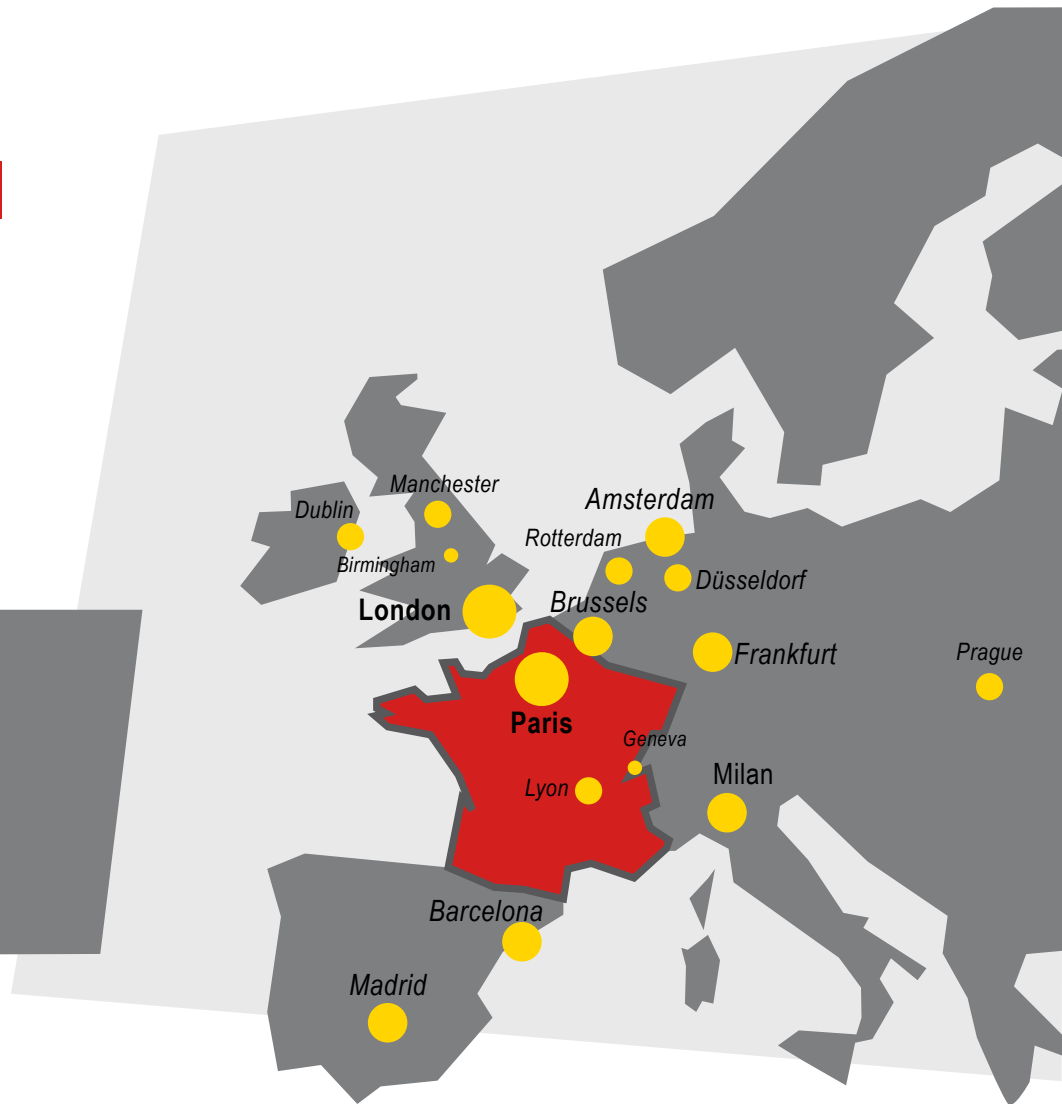 Manchester
Amsterdam
Dublin
Rotterdam
Birmingham
Düsseldorf
London
Brussels
Frankfurt
Prague
Paris
Geneva
Milan
Lyon
Barcelona
Madrid